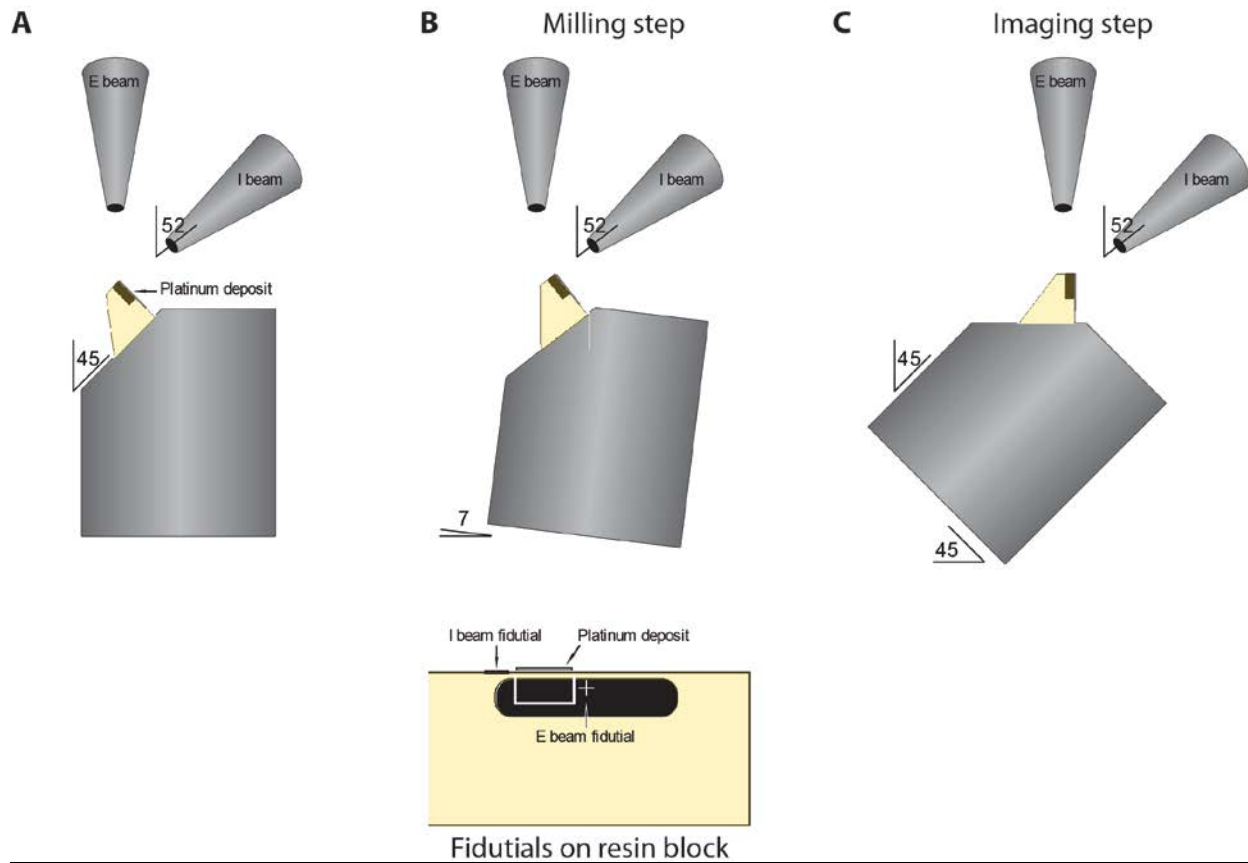 A
B
Milling step
C
Imaging step
E beam
I beam
52
Platinum deposit
45
E beam
I beam
52
7
E beam
I beam
52
45
45
I beam fidutial
Platinum deposit
E beam fidutial
Fidutials on resin block